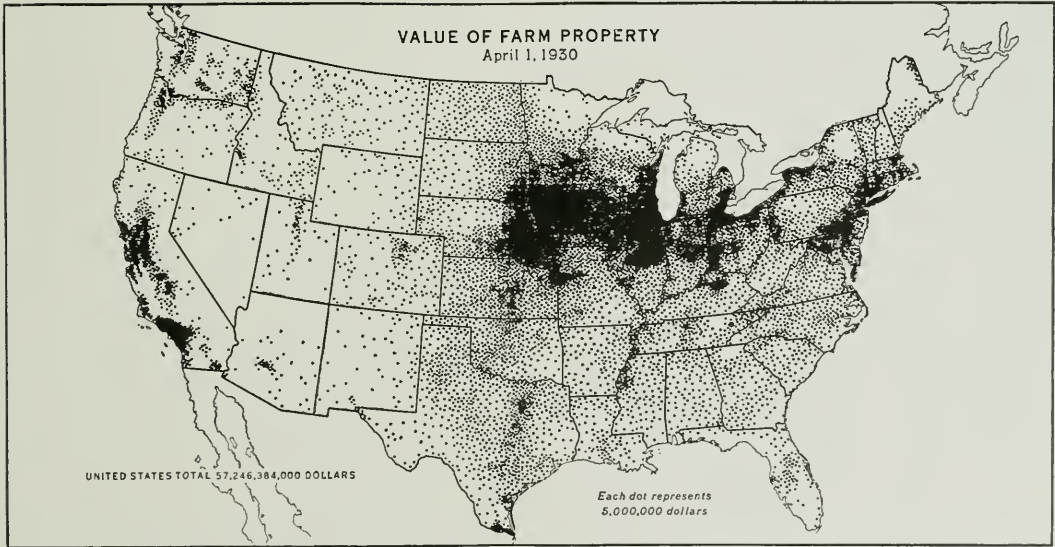 VALUE OF FARM PROPERTY
April 1, 1930
UNITED STATES TOTAL 57,246,384,000 DOLLARS
Each dot represents
5,000,000 dollars